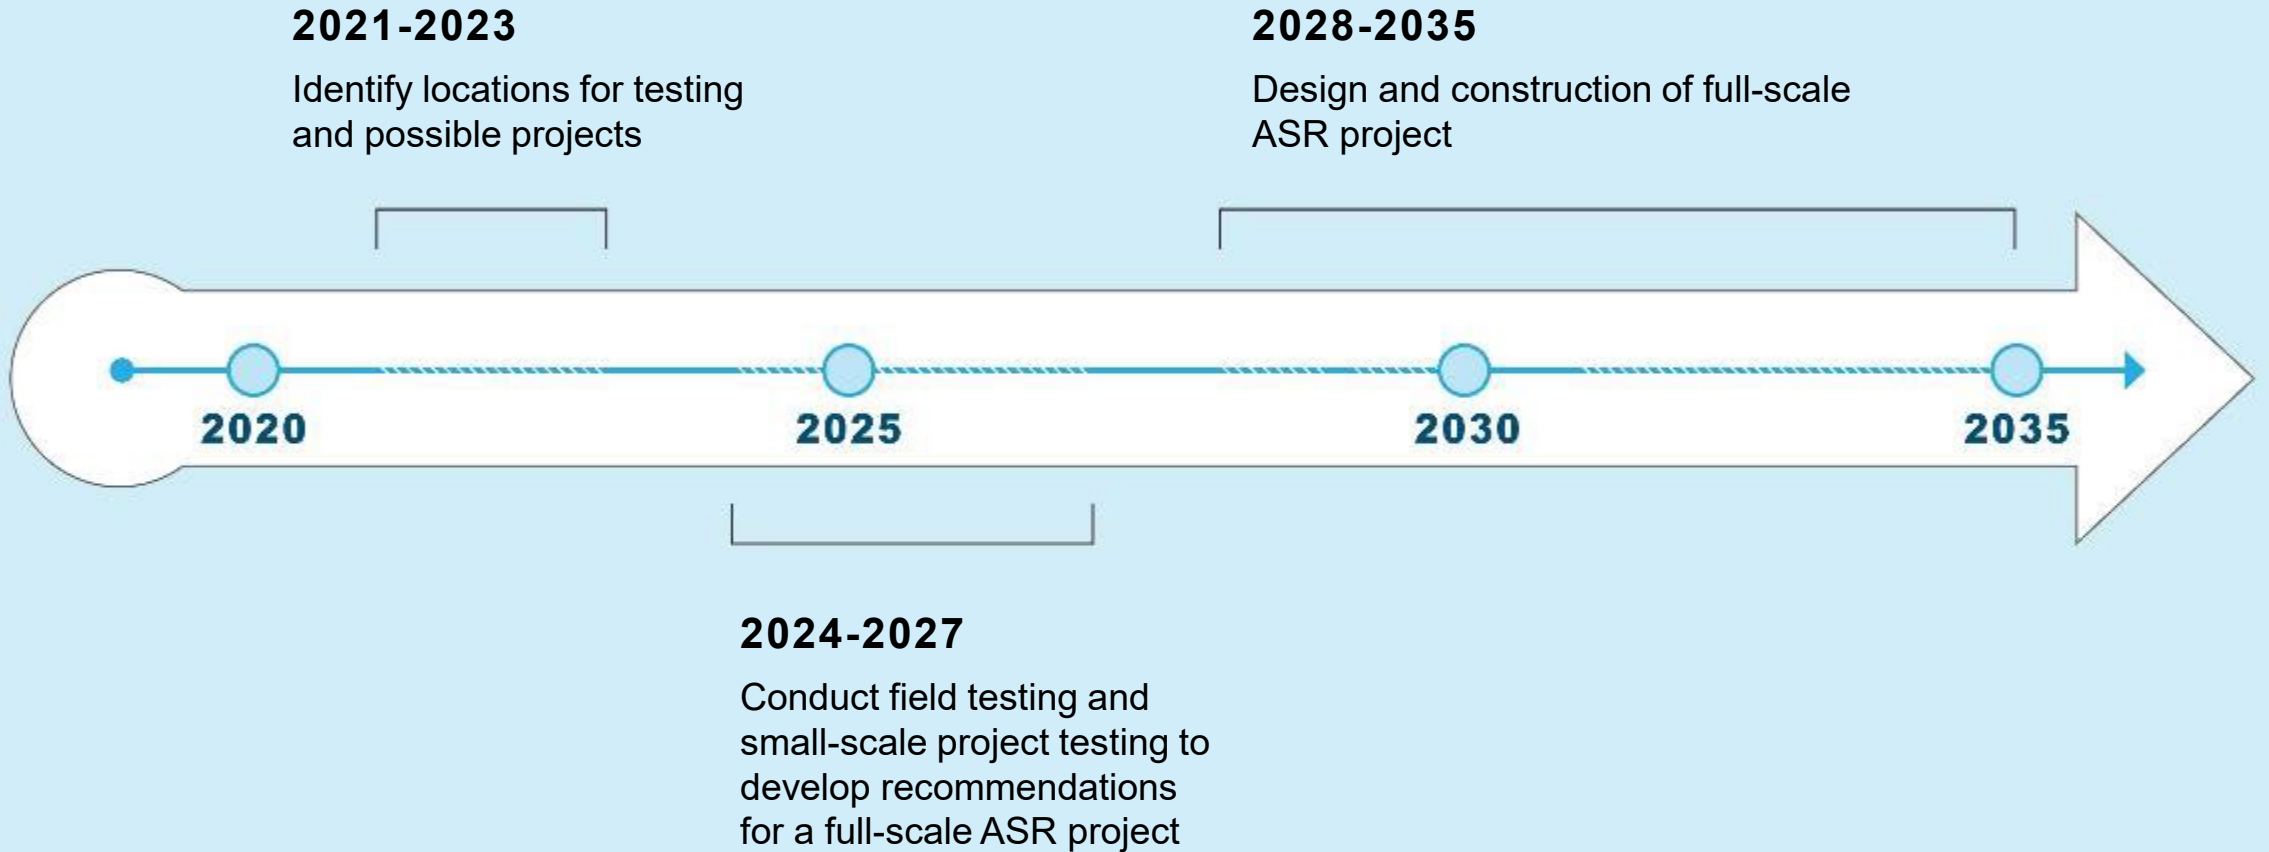 2021-2023
Identify locations for testing
and possible projects
2028-2035
Design and construction of full-scale
ASR project
2020
2025
2030
2035
2024-2027
Conduct field testing and
small-scale project testing to
develop recommendations
for a full-scale ASR project